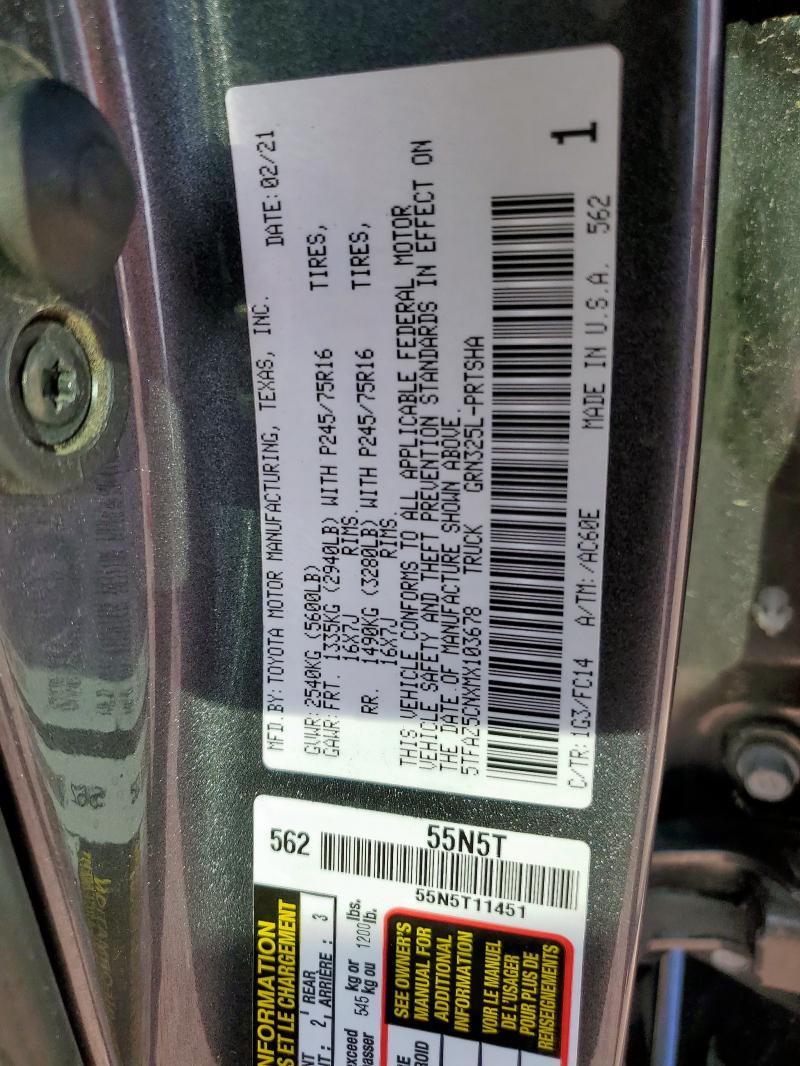 MFD.BY: TOYOTA MOTOR MANUFACTURING, TEXAS, INC. DATE: 02/21
GVWR: 2540KG (5600LB)
GAWR: FRT. 1335KG (2940LB) WITH P245/75R16 TIRES,
16X7J RIMS.
RR. 1490KG (3280LB) WITH P245/75R16 TIRES,
16X7J RIMS.
THIS VEHICLE CONFORMS TO ALL APPLICABLE FEDERAL MOTOR
VEHICLE SAFETY AND THEFT PREVENTION STANDARDS IN EFFECT ON
THE DATE OF MANUFACTURE SHOWN ABOVE.
5TFAZ5CNXMX103678 TRUCK GRN325L-PRTSHA
1
C/TR: 1G3/FC14 A/TM: /AC60E MADE IN U.S.A. 562
562
55N5T
55N5T11451
NFORMATION
S ET LE CHARGEMENT
REAR
2, ARRIÈRE : 3
exceed 545 kg or 1200 lbs.
kg ou lb.
SEE OWNER'S
MANUAL FOR
ADDITIONAL
INFORMATION
VOIR LE MANUEL
DE L'USAGER
POUR PLUS DE
RENSEIGNEMENTS